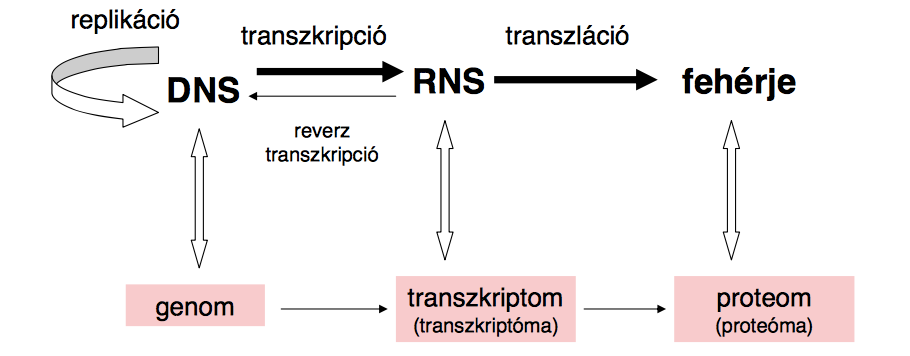 replikáció
transzkripció
transzláció
DNS
RNS
fehérje
reverz
transzkripció
genom
transzkriptom
(transzkriptóma)
proteom
(proteóma)